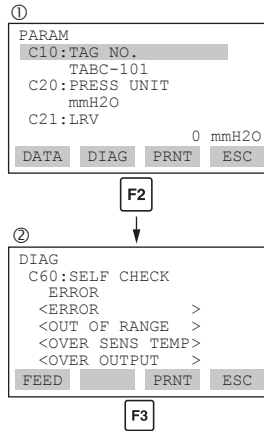 ①
PARAM
C10:TAG NO.
TABC-101
C20:PRESS UNIT
mmH2O
C21:LRV
0 mmH2O
DATA DIAG PRNT ESC
F2
②
DIAG
C60:SELF CHECK
ERROR
<ERROR >
<OUT OF RANGE >
<OVER SENS TEMP>
<OVER OUTPUT >
FEED PRNT ESC
F3